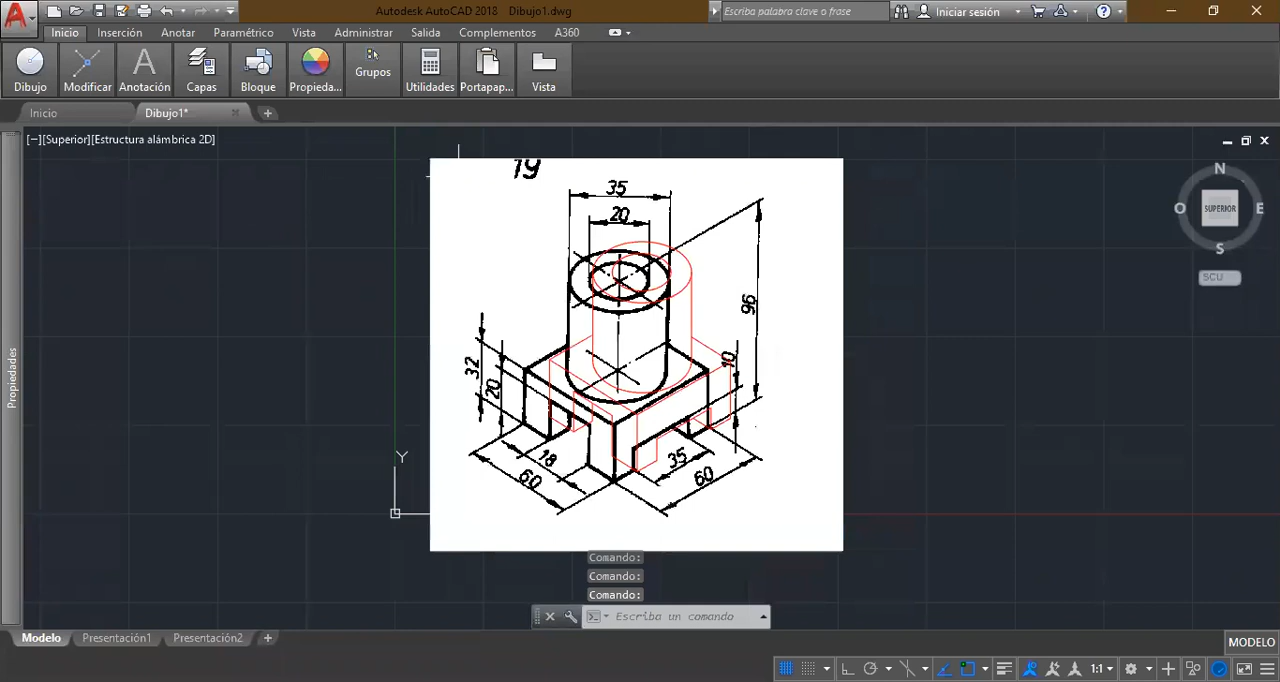 Autodesk AutoCAD 2018 Dibujo1.dwg
Escriba palabra clave o frase
Iniciar sesión
Inicio Inserción Anotar Paramétrico Vista Administrar Salida Complementos A360
Dibujo Modificar Anotación Capas Bloque Propieda... Grupos Utilidades Portapap... Vista
Inicio Dibujo1*
[−][Superior][Estructura alámbrica 2D]
19
35
20
96
32
20
10
18
60
35
60
N
O SUPERIOR E
S
SCU
Propiedades
Y
Comando:
Comando:
Comando:
Escriba un comando
Modelo Presentación1 Presentación2
MODELO
1:1